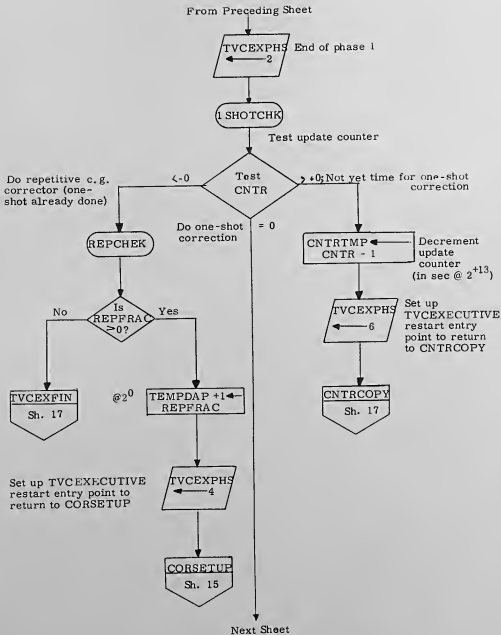 From Preceding Sheet
TVCEXPHS
← 2
End of phase 1
1 SHOTCHK
Test update counter
Test
CNTR
<-0
Do repetitive c.g.
corrector (one-
shot already done)
> +0; Not yet time for one-shot
correction
Do one-shot
correction
= 0
REPCHEK
CNTRTMP ←
CNTR - 1
Decrement
update
counter
(in sec @ 2+13)
Is
REPFRAC
>0?
No
Yes
TVCEXPHS
← 6
Set up
TVCEXECUTIVE
restart entry
point to return
to CNTRCOPY
TVCEXFIN
Sh. 17
@2^0
TEMPDAP +1←
REPFRAC
CNTRCOPY
Sh. 17
Set up TVCEXECUTIVE
restart entry point to
return to CORSETUP
TVCEXPHS
← 4
CORSETUP
Sh. 15
Next Sheet